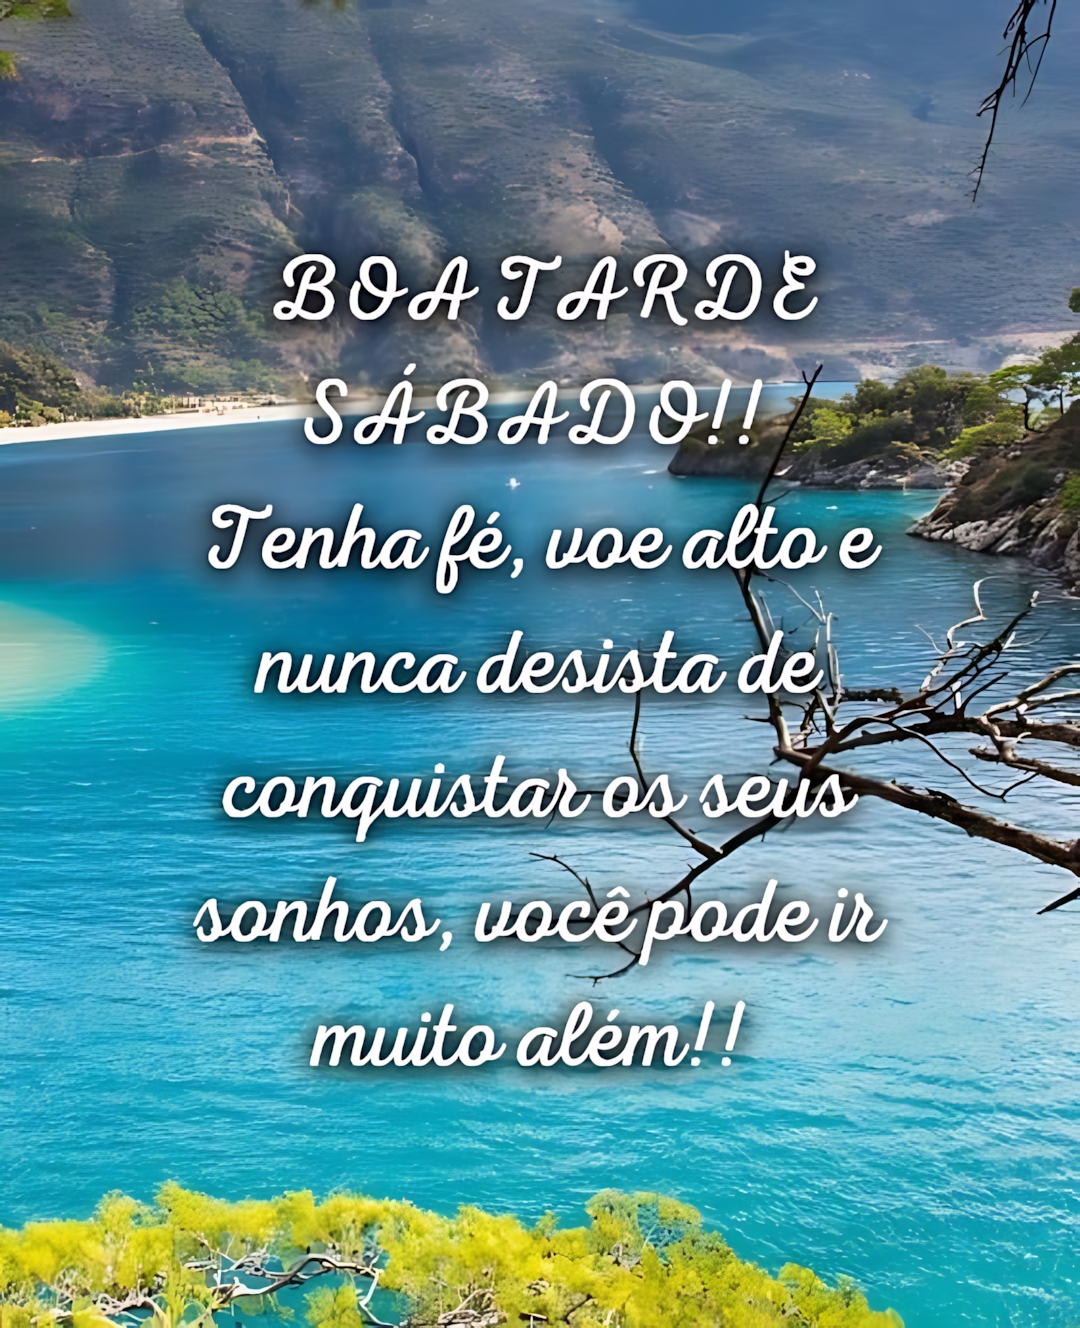 BOA TARDE
SÁBADO!!
Tenha fé, voe alto e
nunca desista de
conquistar os seus
sonhos, você pode ir
muito além!!